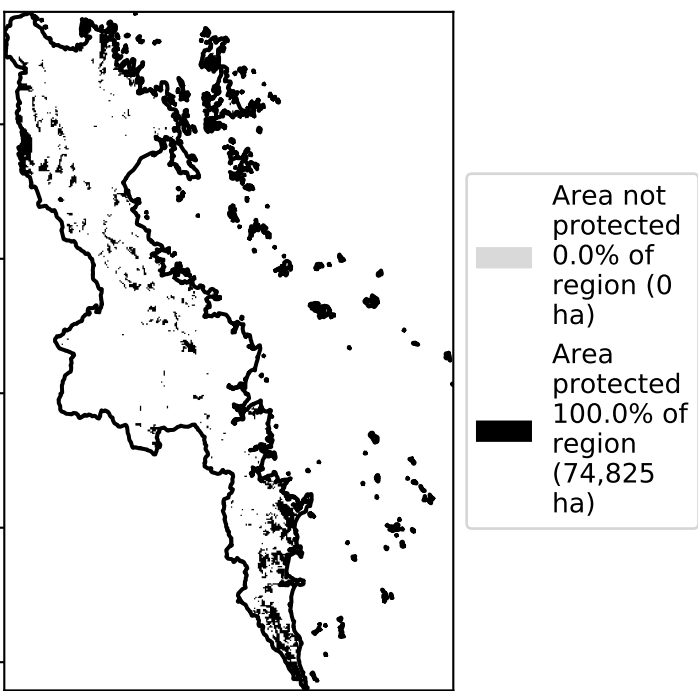 Area not
protected
0.0% of
region (0
ha)
Area
protected
100.0% of
region
(74,825
ha)